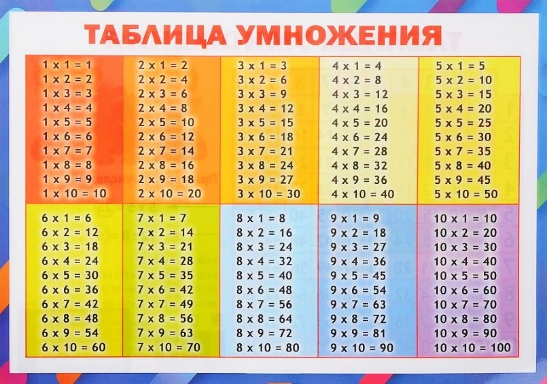 ТАБЛИЦА УМНОЖЕНИЯ
1 x 1 = 1
1 x 2 = 2
1 x 3 = 3
1 x 4 = 4
1 x 5 = 5
1 x 6 = 6
1 x 7 = 7
1 x 8 = 8
1 x 9 = 9
1 x 10 = 10
2 x 1 = 2
2 x 2 = 4
2 x 3 = 6
2 x 4 = 8
2 x 5 = 10
2 x 6 = 12
2 x 7 = 14
2 x 8 = 16
2 x 9 = 18
2 x 10 = 20
3 x 1 = 3
3 x 2 = 6
3 x 3 = 9
3 x 4 = 12
3 x 5 = 15
3 x 6 = 18
3 x 7 = 21
3 x 8 = 24
3 x 9 = 27
3 x 10 = 30
4 x 1 = 4
4 x 2 = 8
4 x 3 = 12
4 x 4 = 16
4 x 5 = 20
4 x 6 = 24
4 x 7 = 28
4 x 8 = 32
4 x 9 = 36
4 x 10 = 40
5 x 1 = 5
5 x 2 = 10
5 x 3 = 15
5 x 4 = 20
5 x 5 = 25
5 x 6 = 30
5 x 7 = 35
5 x 8 = 40
5 x 9 = 45
5 x 10 = 50
6 x 1 = 6
6 x 2 = 12
6 x 3 = 18
6 x 4 = 24
6 x 5 = 30
6 x 6 = 36
6 x 7 = 42
6 x 8 = 48
6 x 9 = 54
6 x 10 = 60
7 x 1 = 7
7 x 2 = 14
7 x 3 = 21
7 x 4 = 28
7 x 5 = 35
7 x 6 = 42
7 x 7 = 49
7 x 8 = 56
7 x 9 = 63
7 x 10 = 70
8 x 1 = 8
8 x 2 = 16
8 x 3 = 24
8 x 4 = 32
8 x 5 = 40
8 x 6 = 48
8 x 7 = 56
8 x 8 = 64
8 x 9 = 72
8 x 10 = 80
9 x 1 = 9
9 x 2 = 18
9 x 3 = 27
9 x 4 = 36
9 x 5 = 45
9 x 6 = 54
9 x 7 = 63
9 x 8 = 72
9 x 9 = 81
9 x 10 = 90
10 x 1 = 10
10 x 2 = 20
10 x 3 = 30
10 x 4 = 40
10 x 5 = 50
10 x 6 = 60
10 x 7 = 70
10 x 8 = 80
10 x 9 = 90
10 x 10 = 100